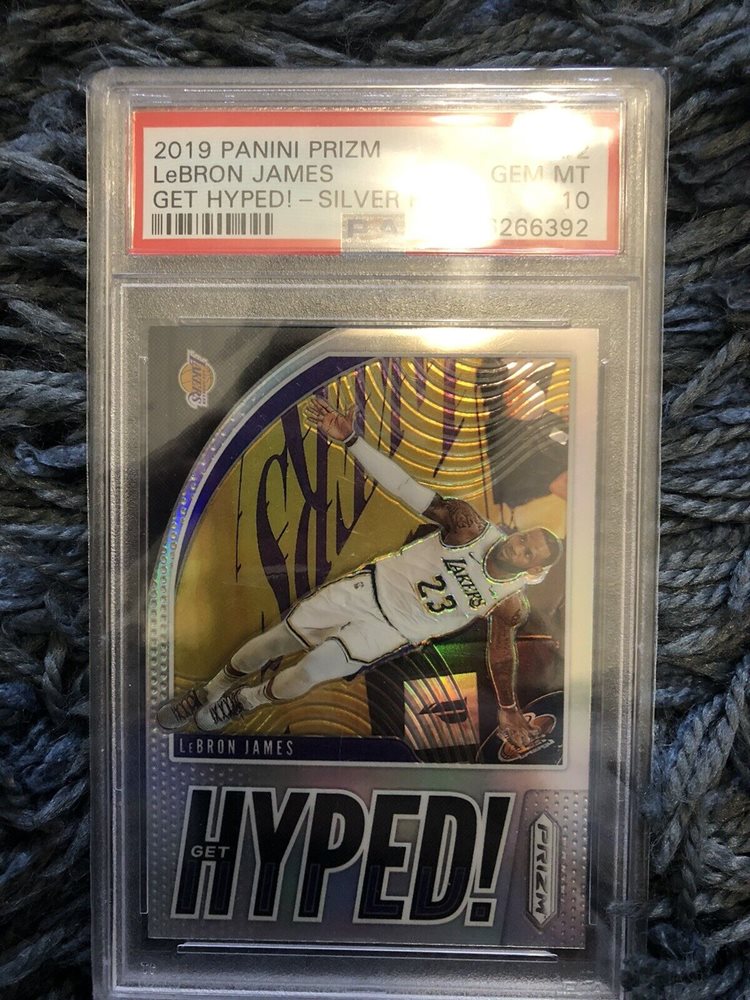 2019 PANINI PRIZM
LeBRON JAMES GEM MT
GET HYPED! – SILVER 10
266392
LAKERS
LAKERS
23
LEBRON JAMES
GET HYPED!
PRIZM